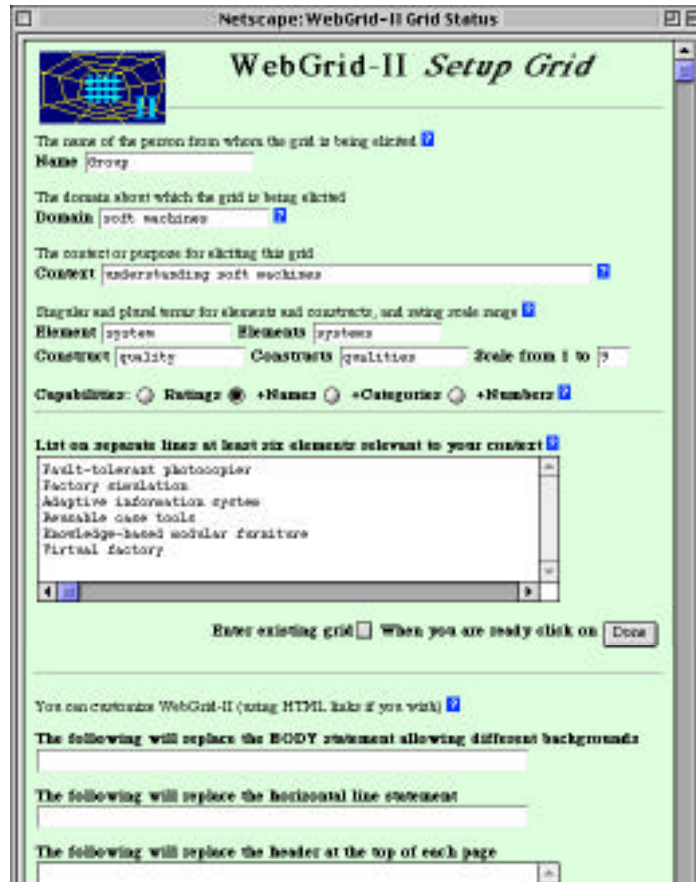 Netscape: WebGrid-II Grid Status
II
WebGrid-II Setup Grid
The name of the person from whom the grid is being elicited ?
Name Group
The domain about which the grid is being elicited
Domain soft machines ?
The context or purpose for eliciting this grid
Context understanding soft machines ?
Singular and plural terms for elements and constructs, and rating scale range ?
Element system Elements systems
Construct quality Constructs qualities Scale from 1 to 9
Capabilities: Ratings +Names +Categories +Numbers ?
List on separate lines at least six elements relevant to your context ?
Fault-tolerant photocopier
Factory simulation
Adaptive information system
Reusable case tools
Knowledge-based modular furniture
Virtual factory
Enter existing grid When you are ready click on Done
You can customize WebGrid-II (using HTML links if you wish) ?
The following will replace the BODY statement allowing different backgrounds
The following will replace the horizontal line statement
The following will replace the header at the top of each page